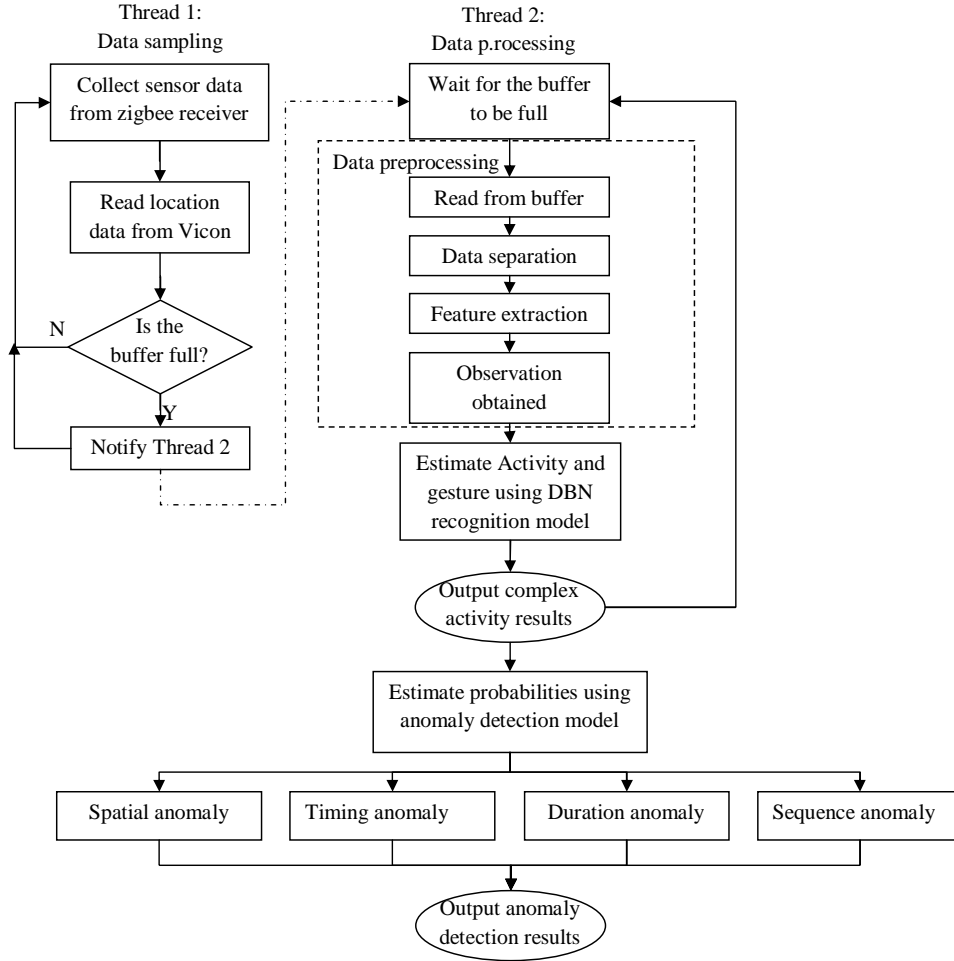 Thread 1:
Data sampling
Collect sensor data
from zigbee receiver
Read location
data from Vicon
Is the
buffer full?
N
Y
Notify Thread 2
Thread 2:
Data p.rocessing
Wait for the buffer
to be full
Data preprocessing
Read from buffer
Data separation
Feature extraction
Observation
obtained
Estimate Activity and
gesture using DBN
recognition model
Output complex
activity results
Estimate probabilities using
anomaly detection model
Spatial anomaly
Timing anomaly
Duration anomaly
Sequence anomaly
Output anomaly
detection results